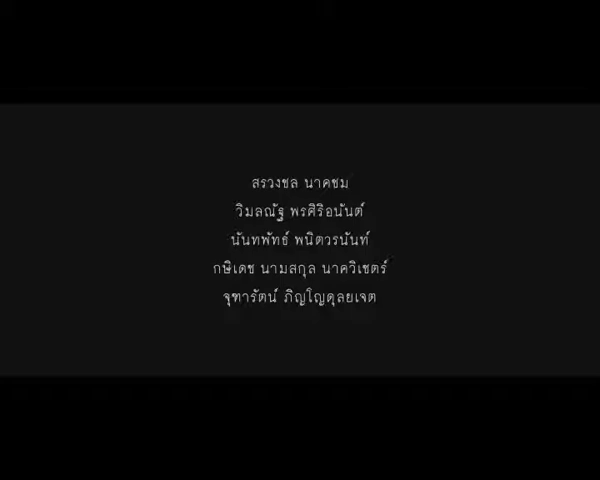 สรวงชล นาคชม
วิมลณัฐ พรศิริอนันต์
นันทพัทธ์ พนิตวรนันท์
กษิเดช นามสกุล นาควิเชตร์
จุฑารัตน์ ภิญโญดุลยเจต